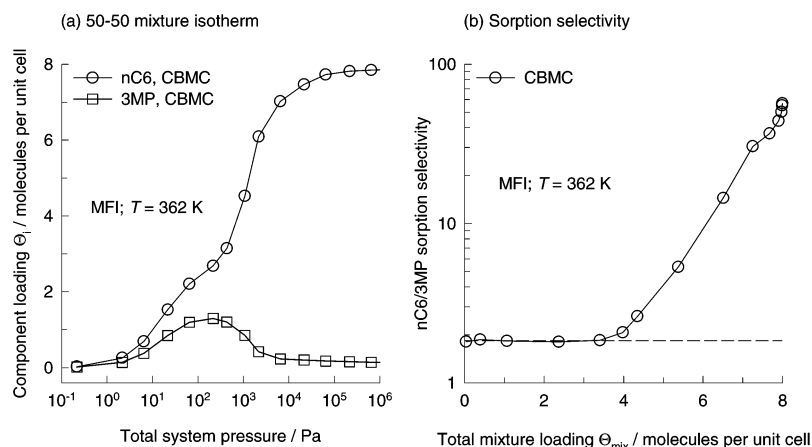 (a) 50-50 mixture isotherm
Component loading Θi / molecules per unit cell
8
6
4
2
0
nC6, CBMC
3MP, CBMC
MFI; T = 362 K
10-1 100 101 102 103 104 105 106
Total system pressure / Pa
(b) Sorption selectivity
nC6/3MP sorption selectivity
100
10
1
CBMC
MFI; T = 362 K
0 2 4 6 8
Total mixture loading Θmix / molecules per unit cell